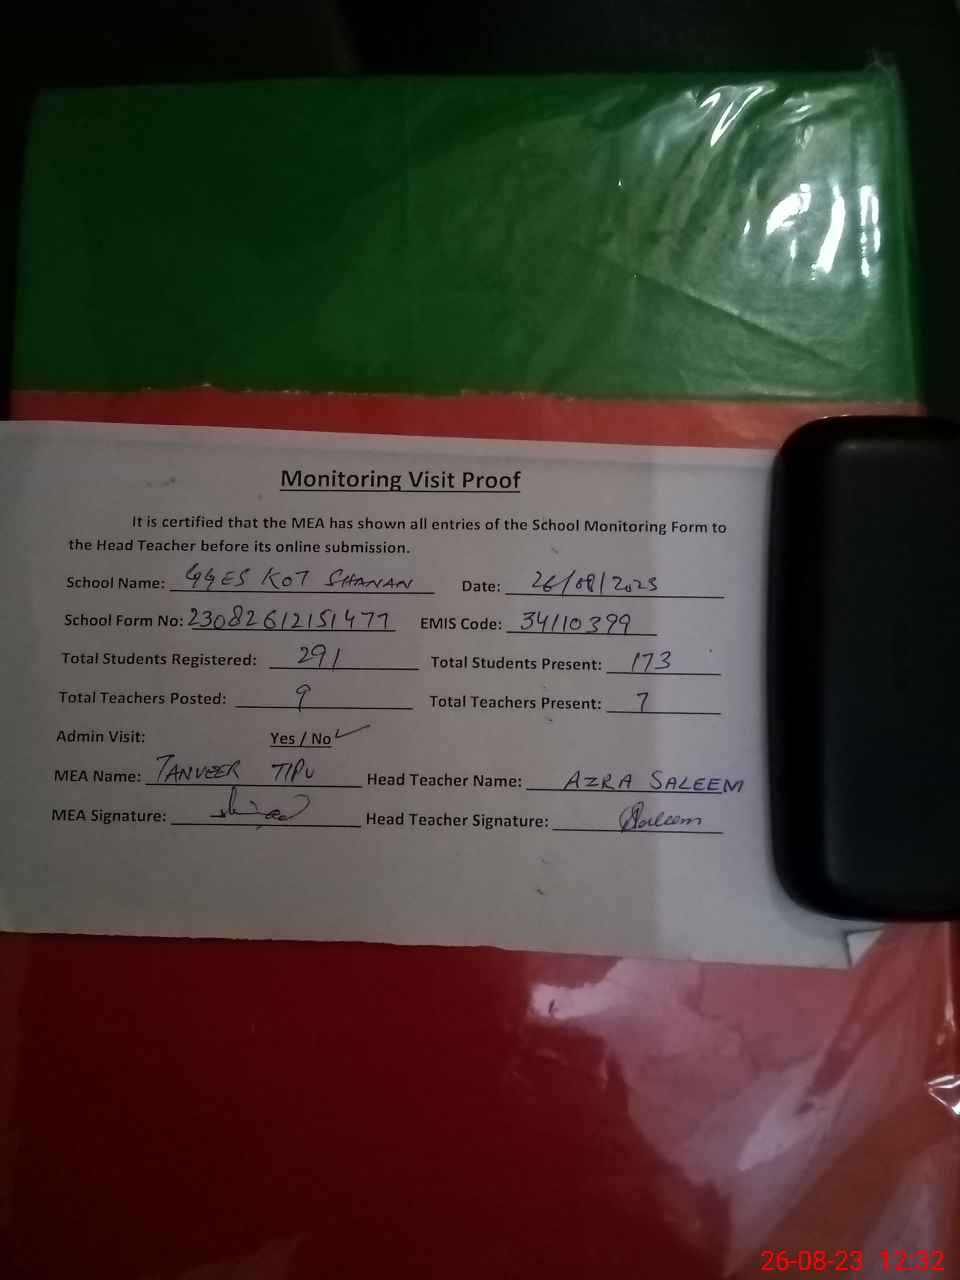 Monitoring Visit Proof
It is certified that the MEA has shown all entries of the School Monitoring Form to
the Head Teacher before its online submission.
School Name: GGES KOT SHANAN Date: 26/08/2023
School Form No: 23082612151477 EMIS Code: 34110399
Total Students Registered: 291 Total Students Present: 173
Total Teachers Posted: 9 Total Teachers Present: 7
Admin Visit: Yes / No ✓
MEA Name: TANVEER TIPU Head Teacher Name: AZRA SALEEM
MEA Signature: Head Teacher Signature: Saleem
26-08-23 12:32